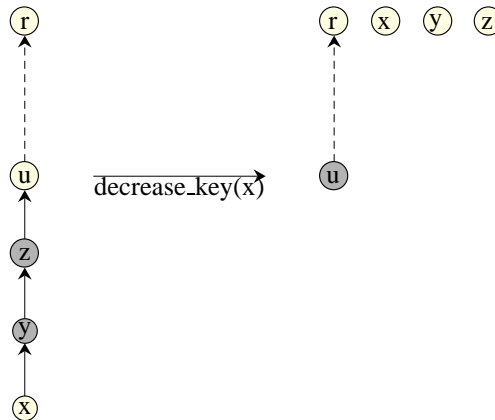 r r x y z
u decrease_key(x) u
z
y
x